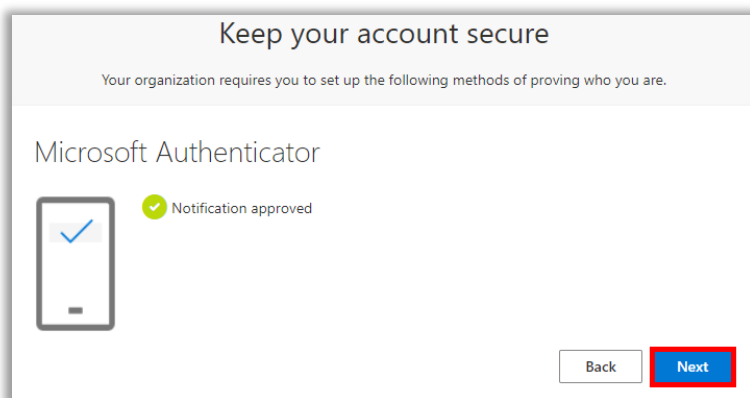 Keep your account secure
Your organization requires you to set up the following methods of proving who you are.
Microsoft Authenticator
Notification approved
Back
Next